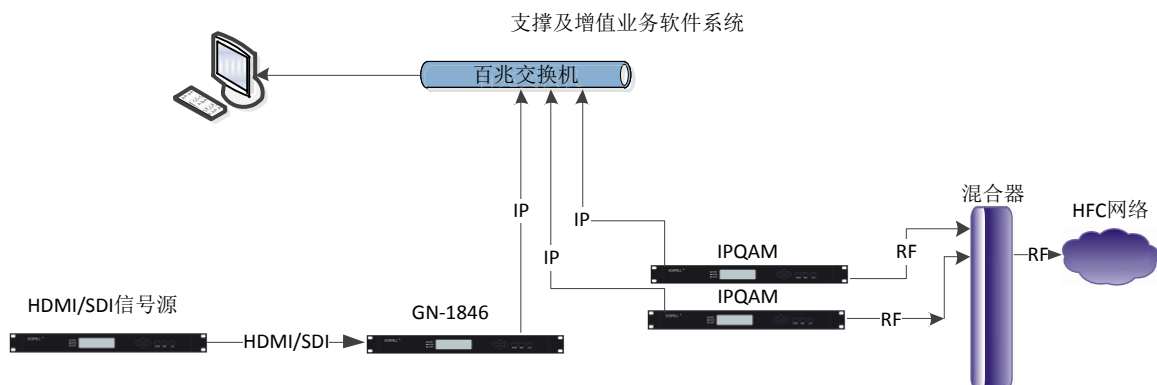 支撑及增值业务软件系统
百兆交换机
IP
IP
IP
混合器
HFC网络
IPQAM
RF
RF
IPQAM
RF
HDMI/SDI信号源
GN-1846
HDMI/SDI